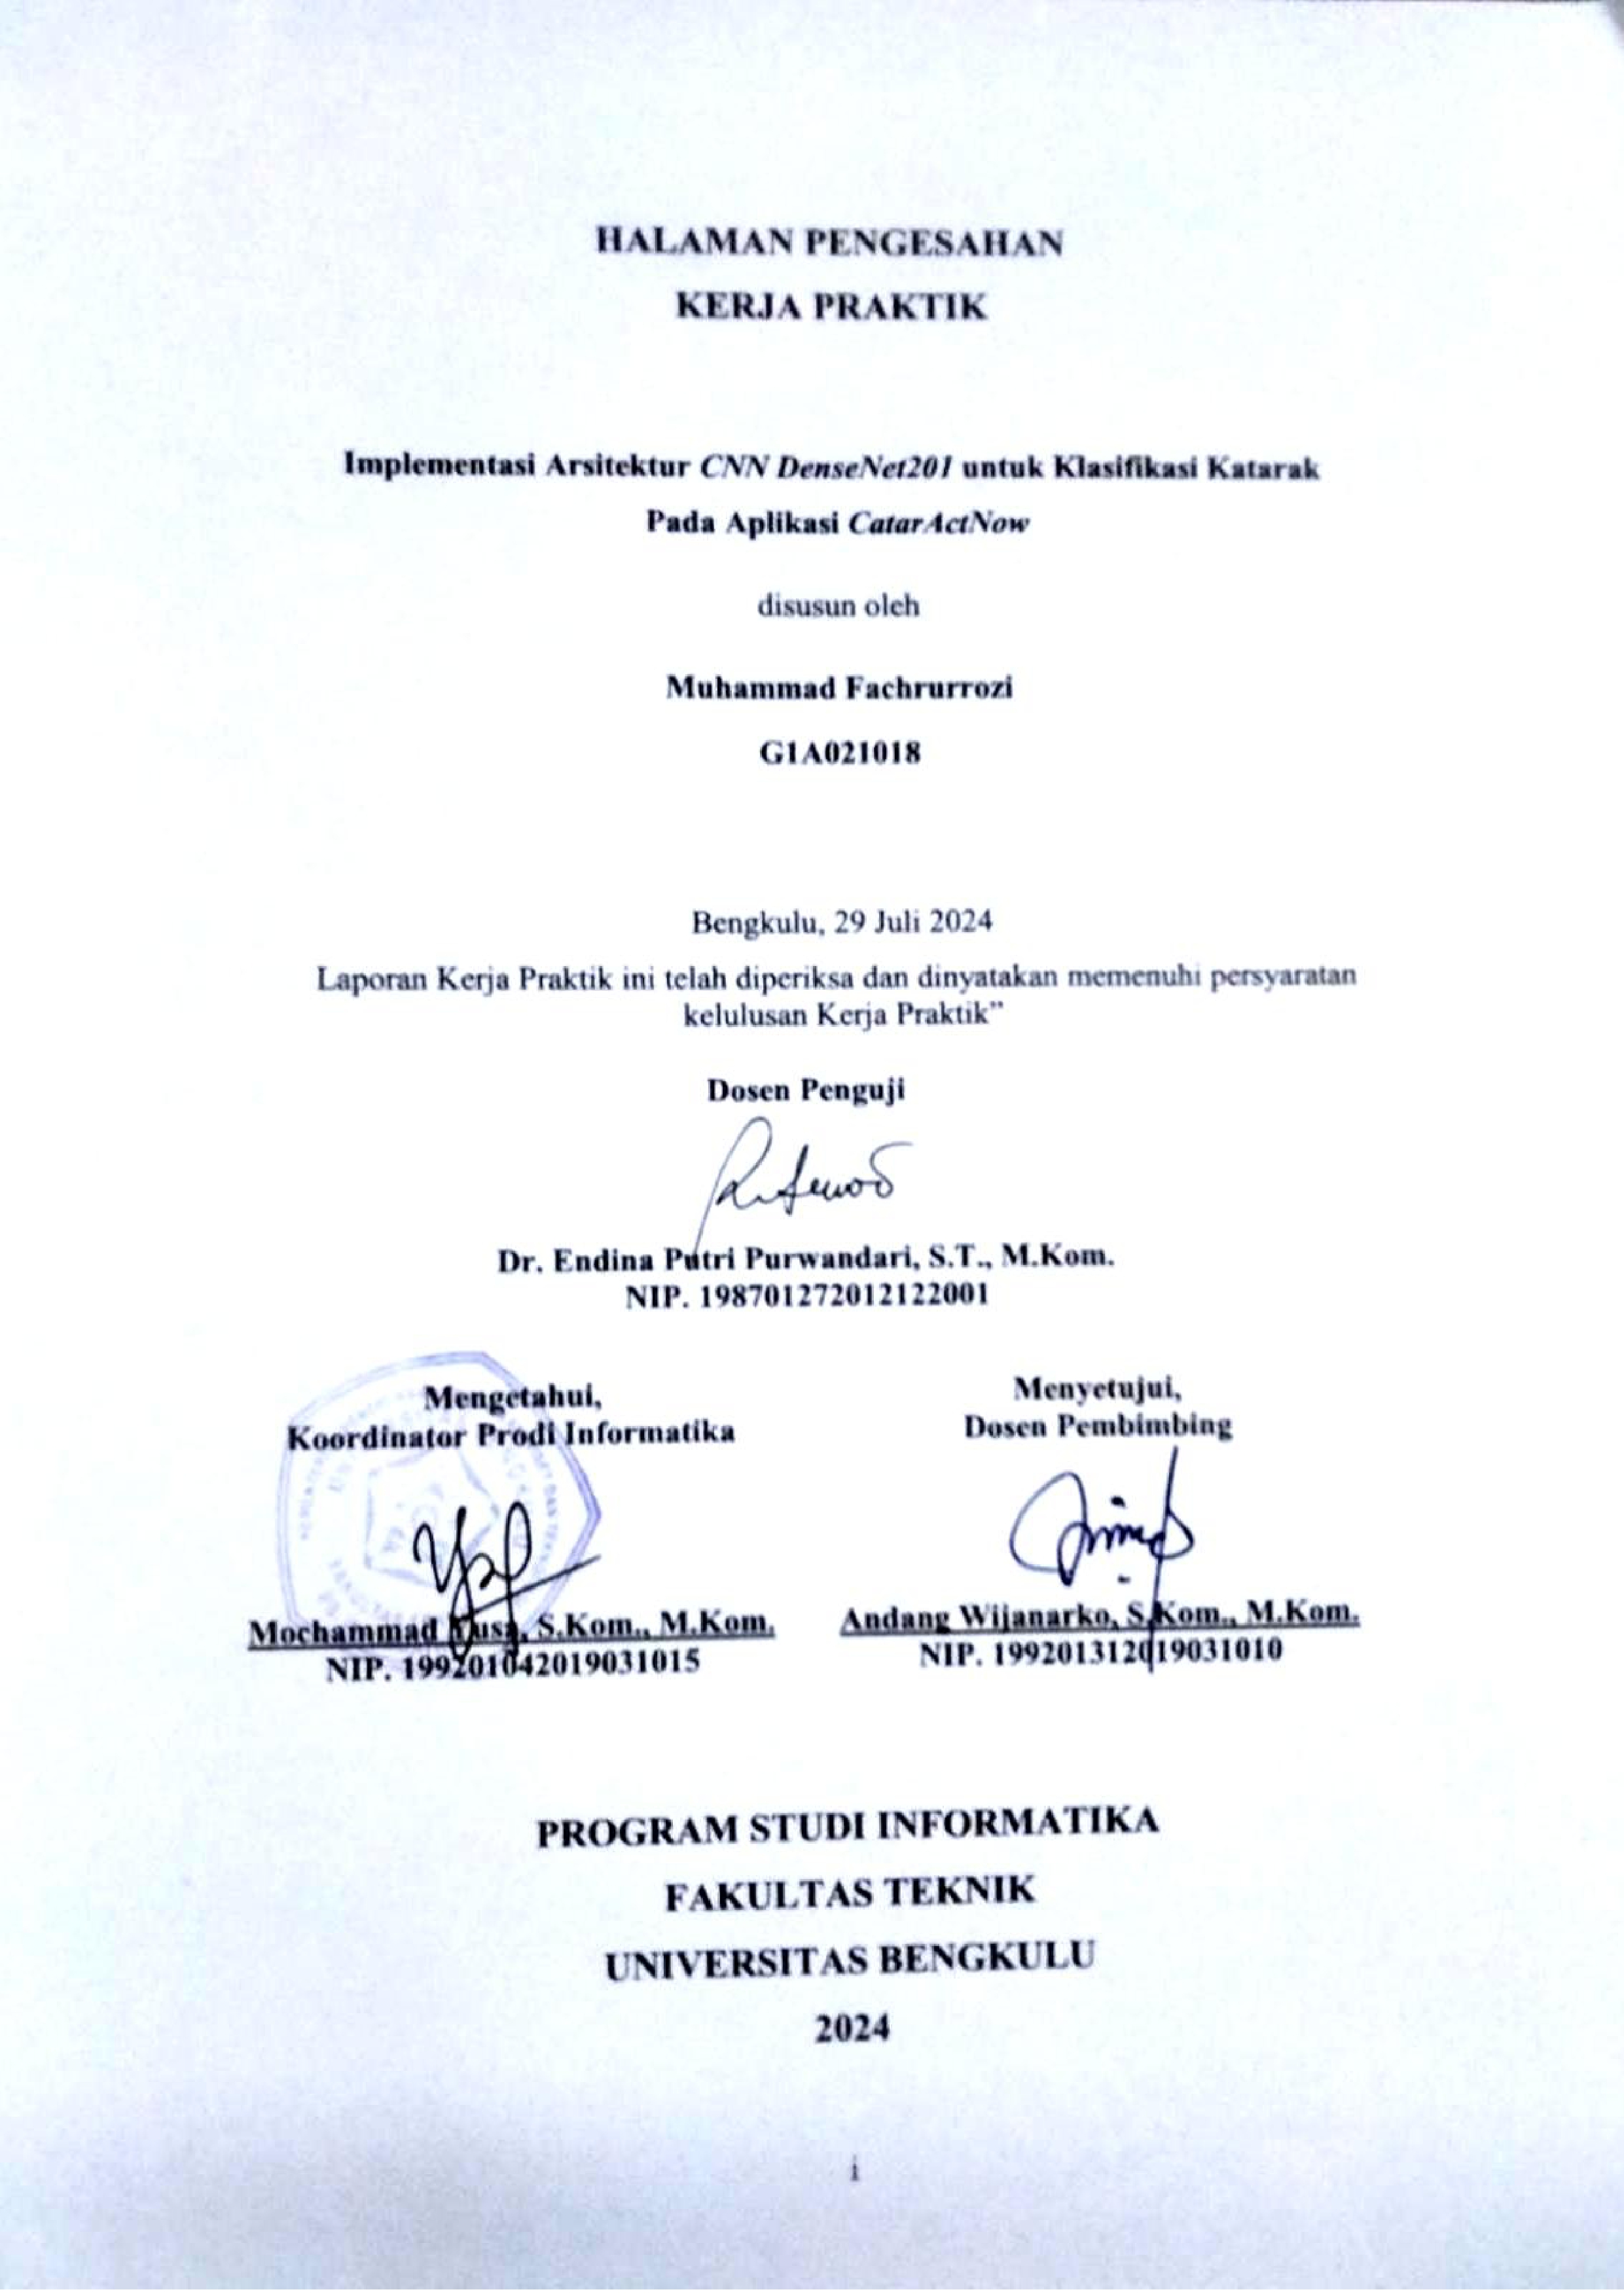 HALAMAN PENGESAHAN
KERJA PRAKTIK
Implementasi Arsitektur CNN DenseNet201 untuk Klasifikasi Katarak
Pada Aplikasi CatarActNow
disusun oleh
Muhammad Fachrurrozi
G1A021018
Bengkulu, 29 Juli 2024
Laporan Kerja Praktik ini telah diperiksa dan dinyatakan memenuhi persyaratan
kelulusan Kerja Praktik”
Dosen Penguji
Dr. Endina Putri Purwandari, S.T., M.Kom.
NIP. 198701272012122001
Mengetahui,
Koordinator Prodi Informatika
Mochammad Yusa, S.Kom., M.Kom.
NIP. 199201042019031015
Menyetujui,
Dosen Pembimbing
Andang Wijanarko, S.Kom., M.Kom.
NIP. 199201312019031010
PROGRAM STUDI INFORMATIKA
FAKULTAS TEKNIK
UNIVERSITAS BENGKULU
2024
i